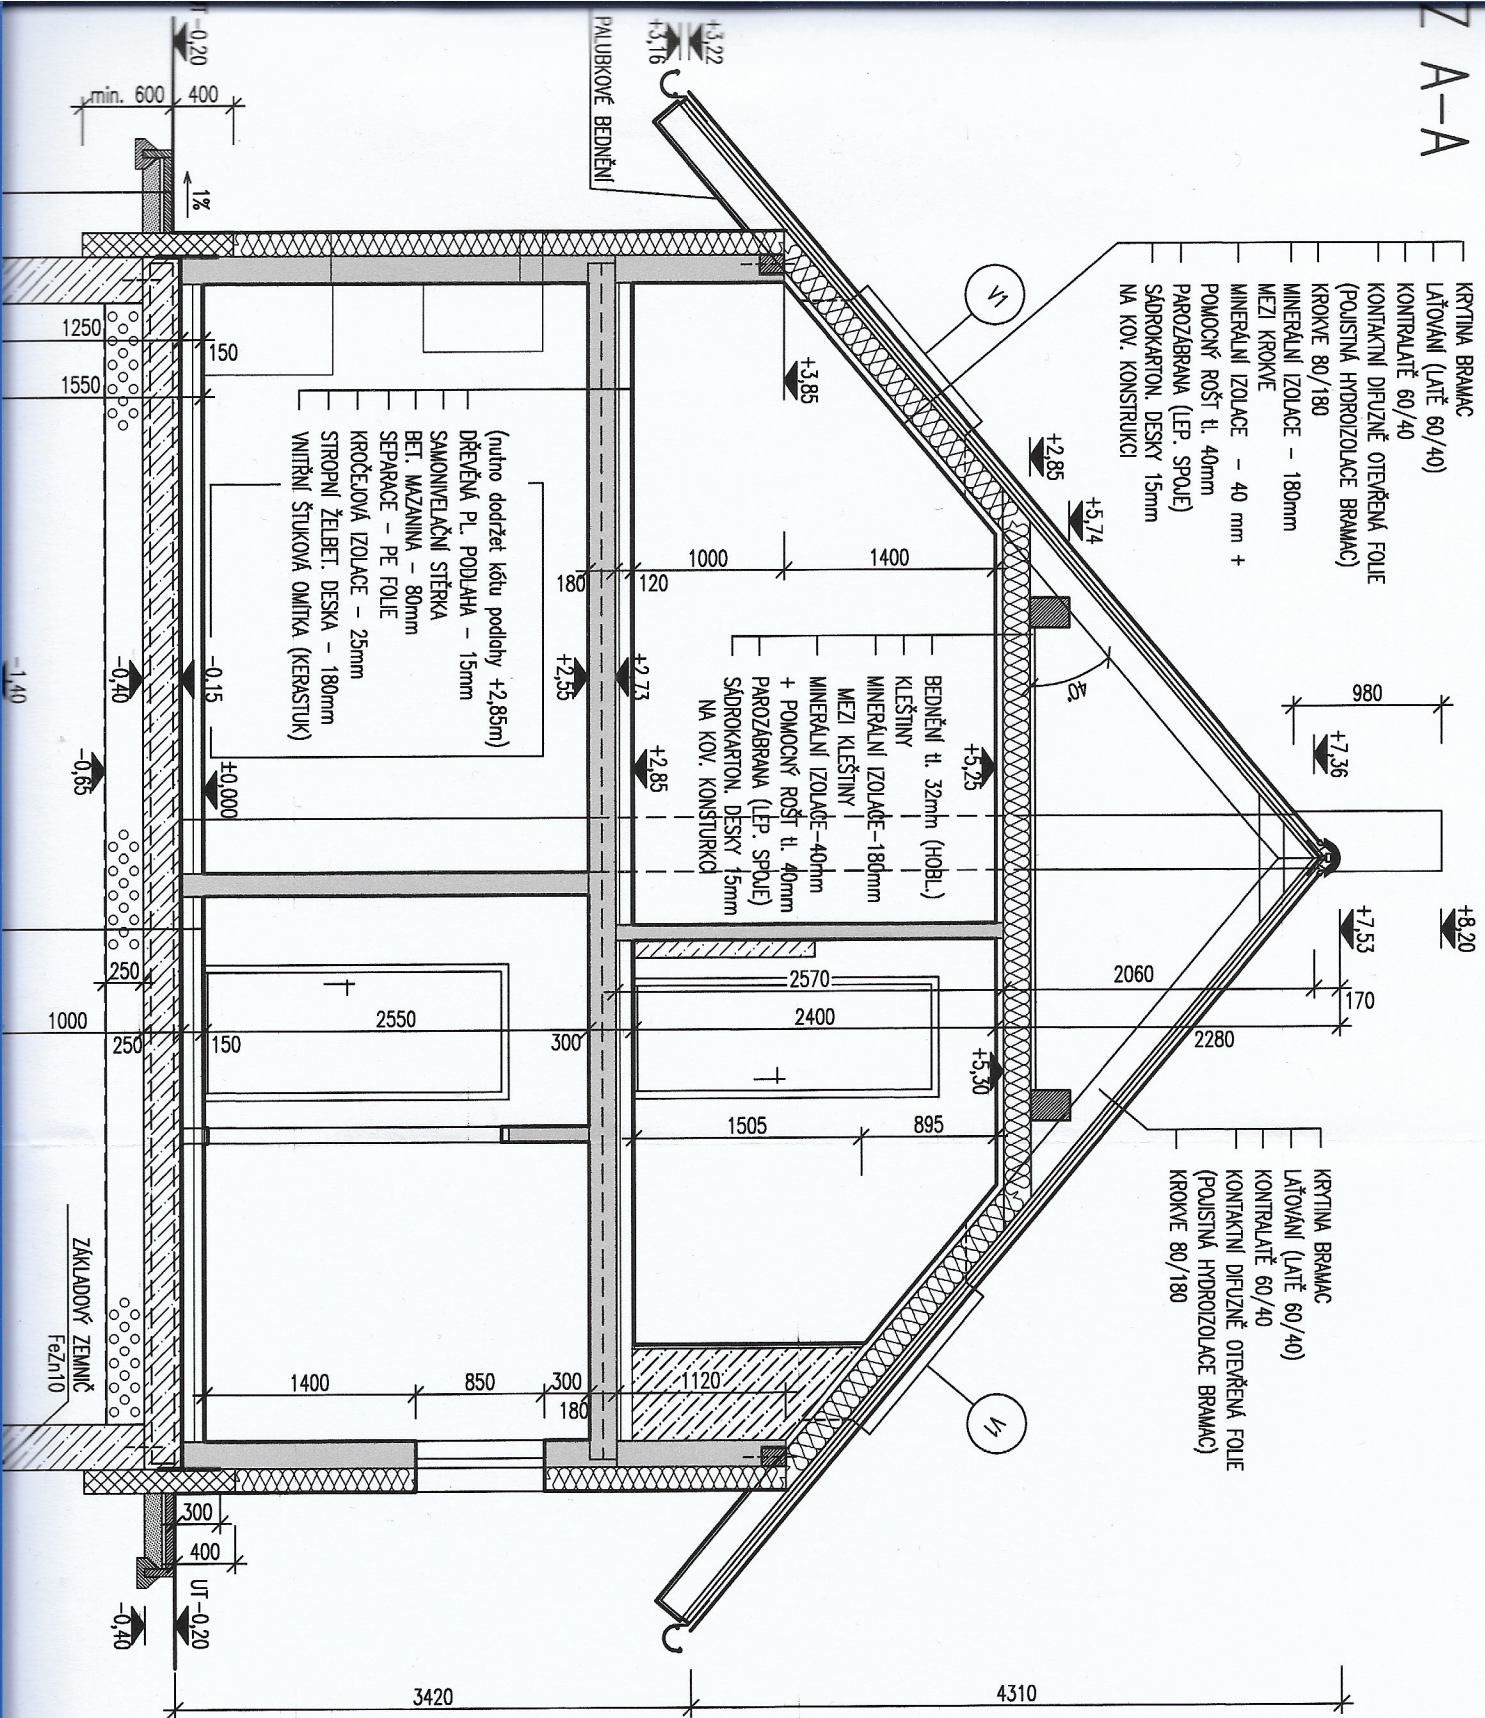 Z A-A
KRYTINA BRAMAC
LAŤOVÁNÍ (LATĚ 60/40)
KONTRALATĚ 60/40
KONTAKTNÍ DIFUZNĚ OTEVŘENÁ FOLIE
(POJISTNÁ HYDROIZOLACE BRAMAC)
KROKVE 80/180
MINERÁLNÍ IZOLACE - 180mm
MEZI KROKVE
MINERÁLNÍ IZOLACE - 40 mm +
POMOCNÝ ROŠT tl. 40mm
PAROZÁBRANA (LEP. SPOJE)
SÁDROKARTON. DESKY 15mm
NA KOV. KONSTRUKCI
V1
+8,20
+7,53
+7,36
980
170
2060
2280
4310
KRYTINA BRAMAC
LAŤOVÁNÍ (LATĚ 60/40)
KONTRALATĚ 60/40
KONTAKTNÍ DIFUZNĚ OTEVŘENÁ FOLIE
(POJISTNÁ HYDROIZOLACE BRAMAC)
KROKVE 80/180
V1
+5,74
+2,85
40°
+5,25
+5,30
BEDNĚNÍ tl. 32mm (HOBL.)
KLEŠTINY
MINERÁLNÍ IZOLACE-180mm
MEZI KLEŠTINY
MINERÁLNÍ IZOLACE-40mm
+ POMOCNÝ ROŠT tl. 40mm
PAROZÁBRANA (LEP. SPOJE)
SÁDROKARTON. DESKY 15mm
NA KOV. KONSTURKCI
+3,85
1400
1000
120
180
895
1505
2400
2570
+3,22
+3,16
PALUBKOVÉ BEDNĚNÍ
+2,85
+2,73
+2,55
1120
180
300
850
1400
300
2550
150
(nutno dodržet kótu podlahy +2,85m)
DŘEVĚNÁ PL. PODLAHA - 15mm
SAMONIVELAČNÍ STĚRKA
BET. MAZANINA - 80mm
SEPARACE - PE FOLIE
KROČEJOVÁ IZOLACE - 25mm
STROPNÍ ŽELBET. DESKA - 180mm
VNITŘNÍ ŠTUKOVÁ OMÍTKA (KERASTUK)
3420
±0,000
-0,15
-0,40
-0,65
-1,40
UT -0,20
1%
min. 600
400
150
1250
1550
250
250
1000
300
400
UT -0,20
-0,40
ZÁKLADOVÝ ZEMNIČ
FeZn10